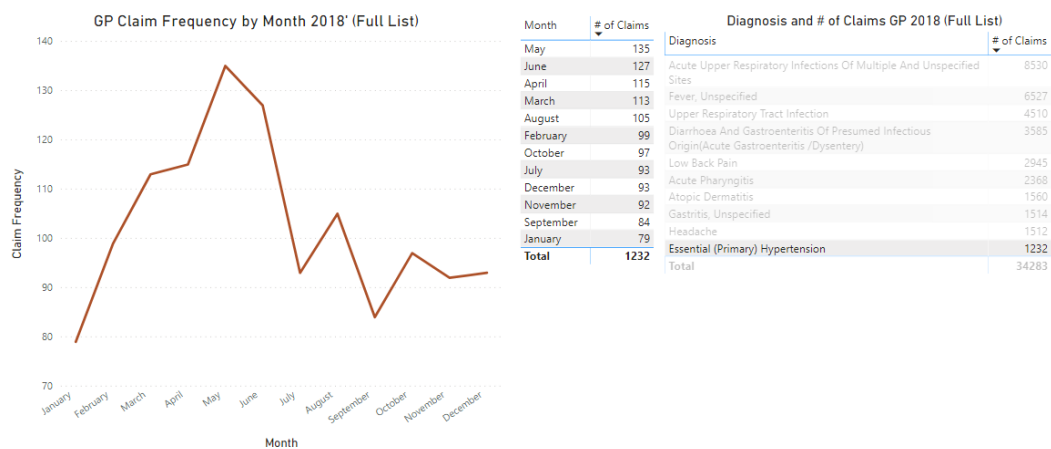 GP Claim Frequency by Month 2018' (Full List)
140
130
120
110
100
90
80
70
Claim Frequency
January
February
March
April
May
June
July
August
September
October
November
December
Month
Month # of Claims
May 135
June 127
April 115
March 113
August 105
February 99
October 97
July 93
December 93
November 92
September 84
January 79
Total 1232
Diagnosis and # of Claims GP 2018 (Full List)
Diagnosis # of Claims
Acute Upper Respiratory Infections Of Multiple And Unspecified 8530
Sites
Fever, Unspecified 6527
Upper Respiratory Tract Infection 4510
Diarrhoea And Gastroenteritis Of Presumed Infectious 3585
Origin(Acute Gastroenteritis /Dysentery)
Low Back Pain 2945
Acute Pharyngitis 2368
Atopic Dermatitis 1560
Gastritis, Unspecified 1514
Headache 1512
Essential (Primary) Hypertension 1232
Total 34283